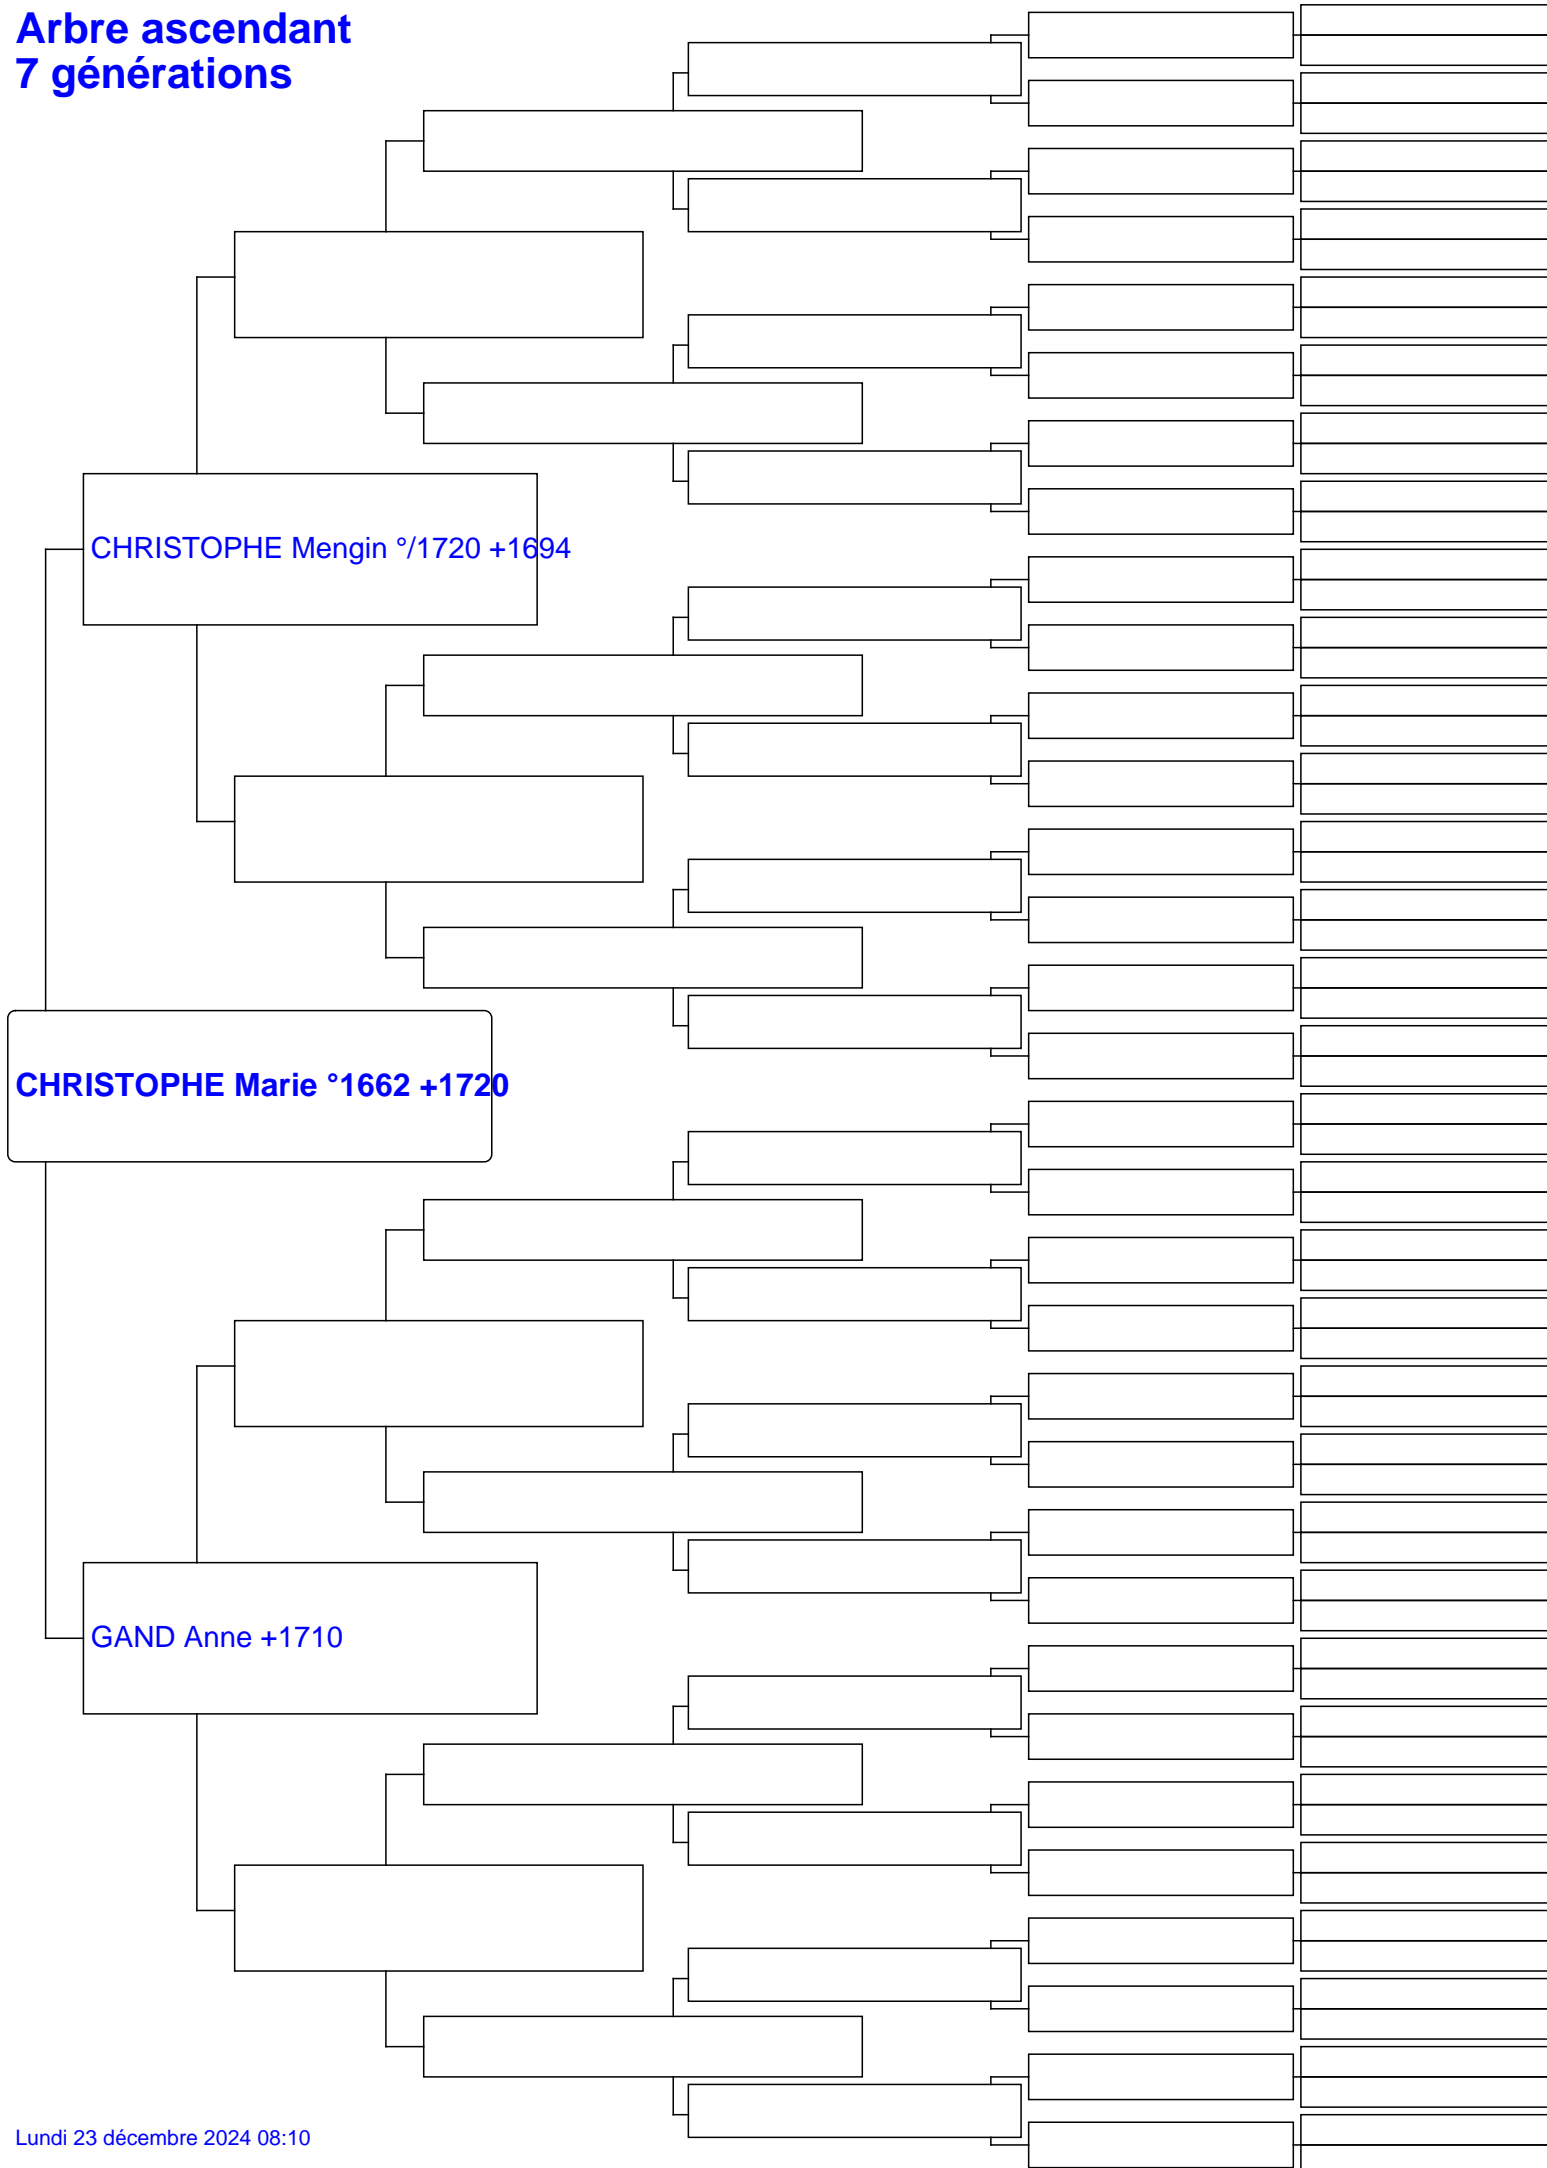 Arbre ascendant
7 générations
CHRISTOPHE Mengin °/1720 +1694
CHRISTOPHE Marie °1662 +1720
GAND Anne +1710
Lundi 23 décembre 2024 08:10